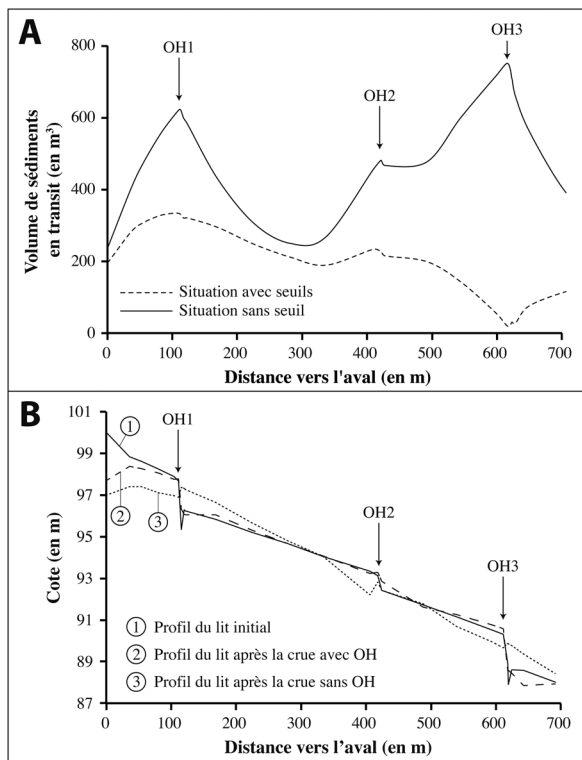 A
800
600
400
200
0
Volume de sédiments
en transit (en m³)
OH1
OH2
OH3
Situation avec seuils
Situation sans seuil
0 100 200 300 400 500 600 700
Distance vers l'aval (en m)
B
101
99
97
95
93
91
89
87
Cote (en m)
OH1
OH2
OH3
1
2
3
1 Profil du lit initial
2 Profil du lit après la crue avec OH
3 Profil du lit après la crue sans OH
0 100 200 300 400 500 600 700
Distance vers l'aval (en m)